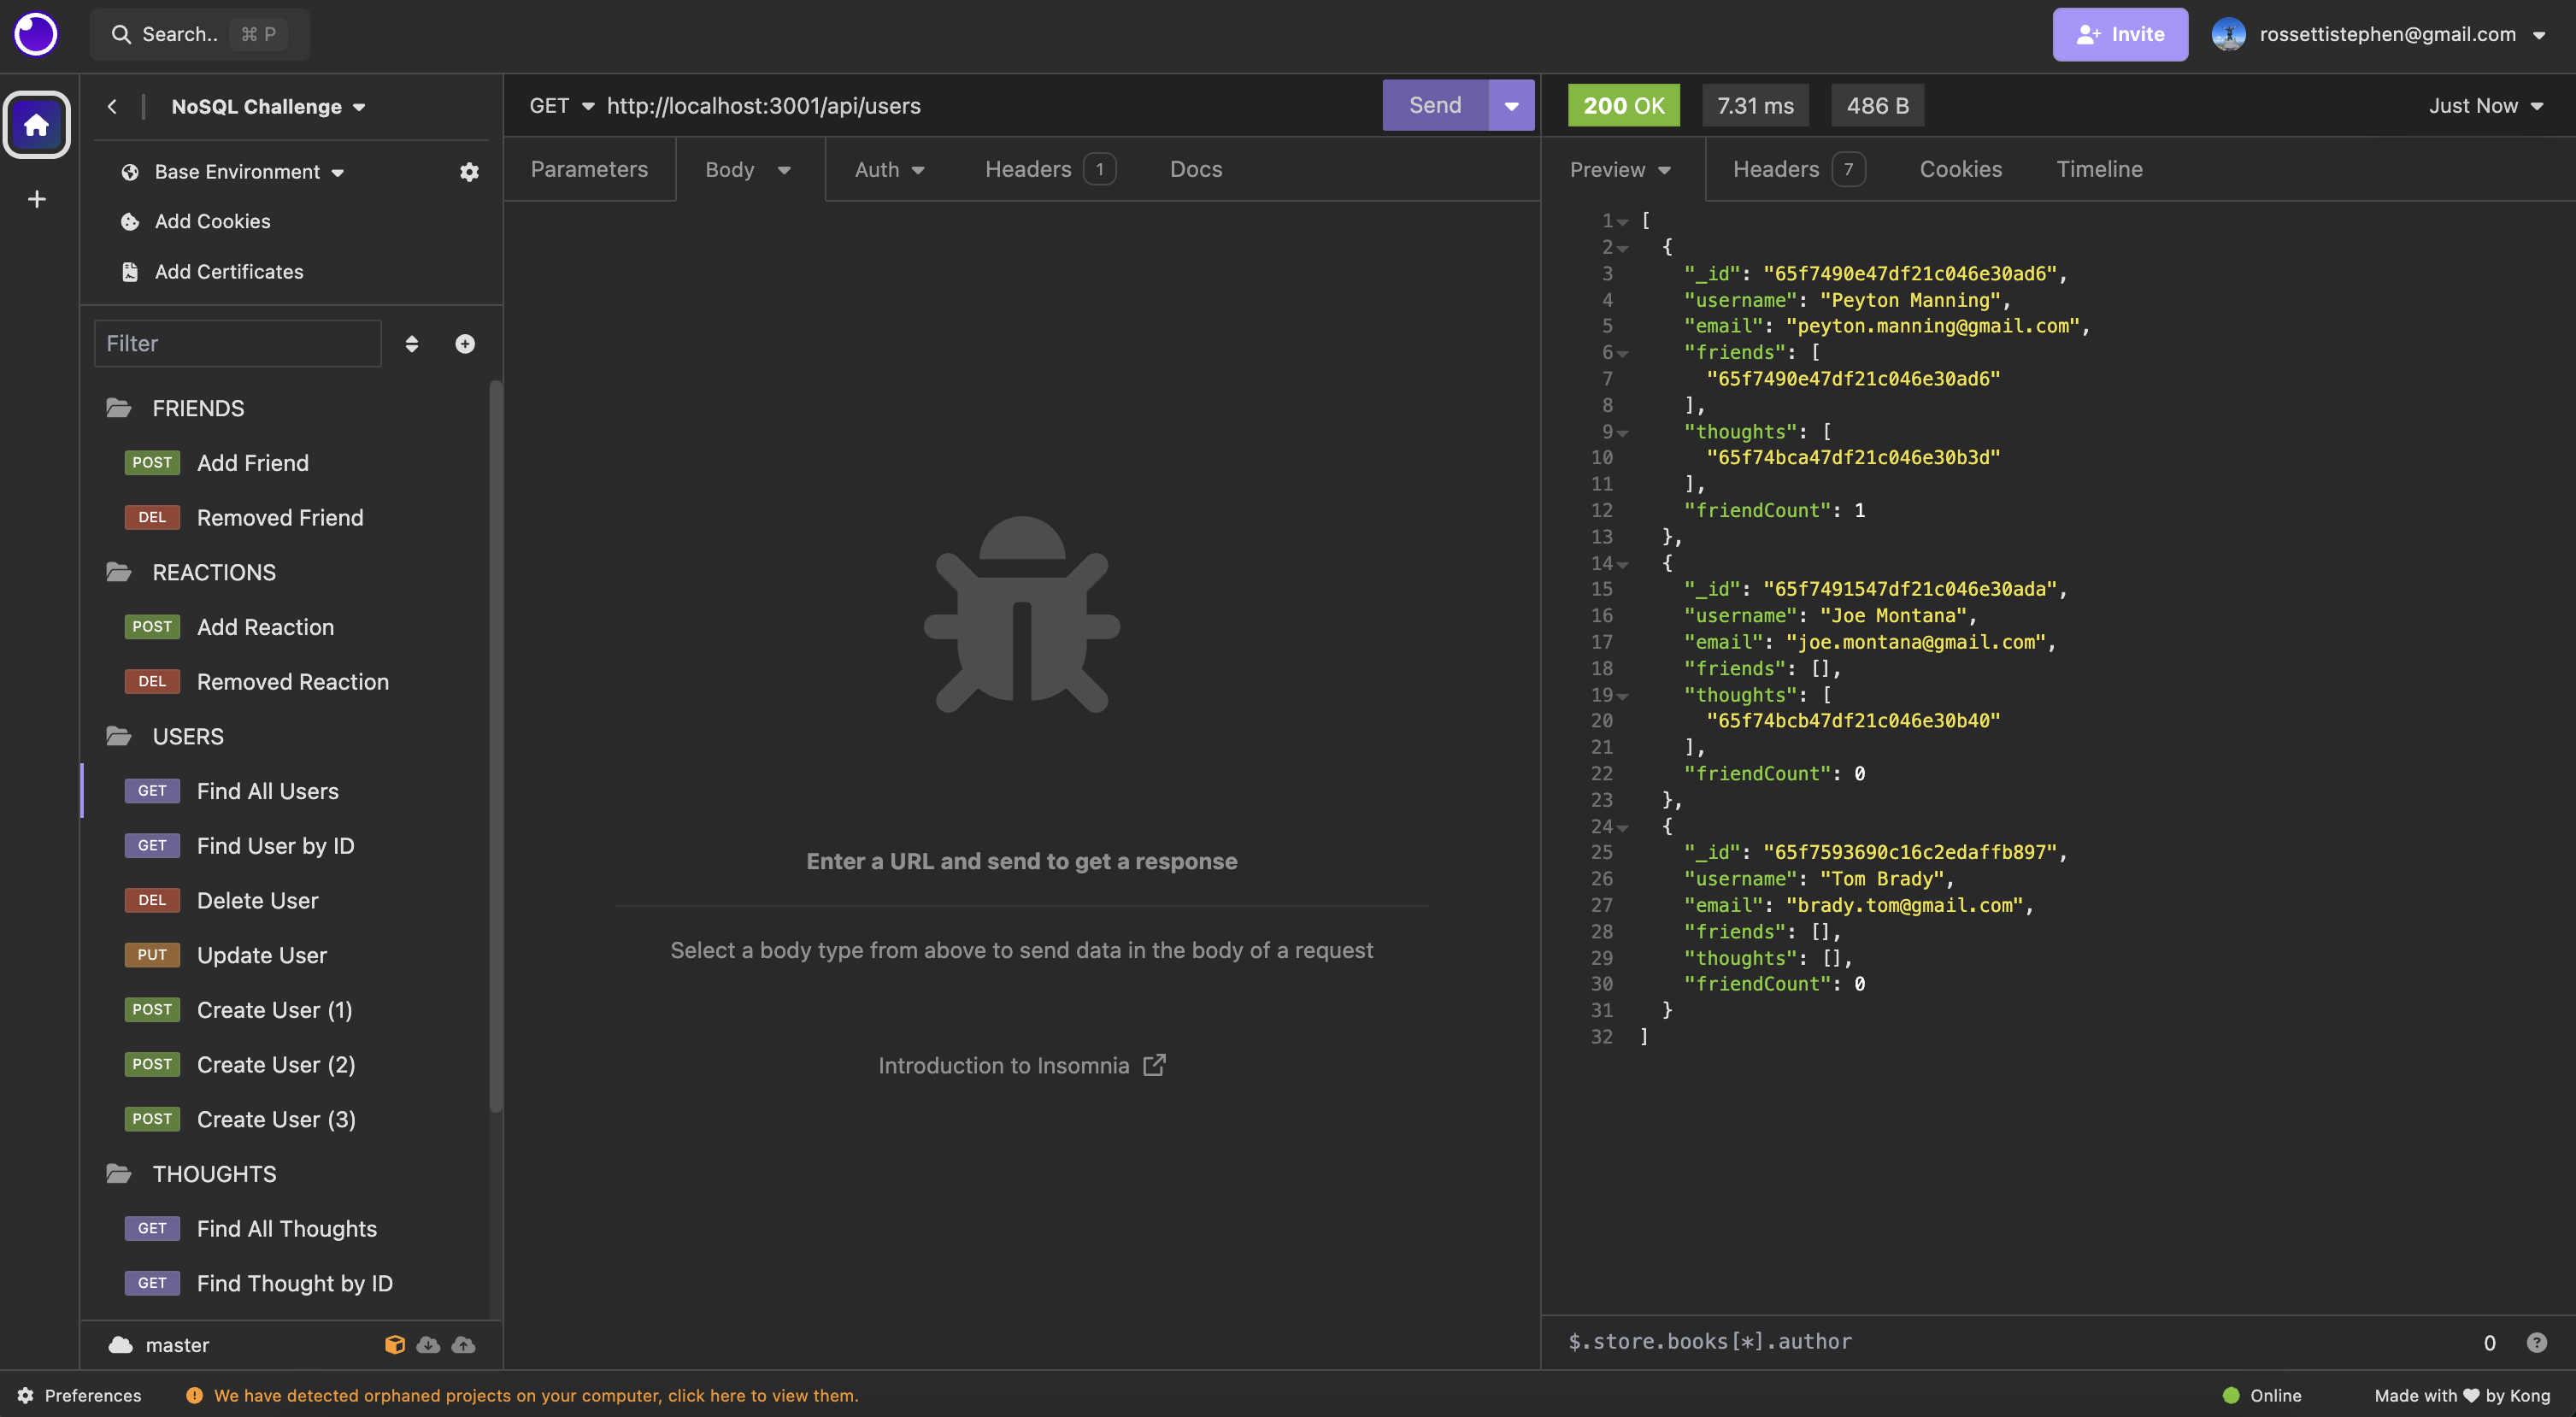 Search.. ⌘ P
Invite
rossettistephen@gmail.com
NoSQL Challenge
Base Environment
Add Cookies
Add Certificates
Filter
FRIENDS
POST Add Friend
DEL Removed Friend
REACTIONS
POST Add Reaction
DEL Removed Reaction
USERS
GET Find All Users
GET Find User by ID
DEL Delete User
PUT Update User
POST Create User (1)
POST Create User (2)
POST Create User (3)
THOUGHTS
GET Find All Thoughts
GET Find Thought by ID
master
GET http://localhost:3001/api/users Send
Parameters Body Auth Headers 1 Docs
Enter a URL and send to get a response
Select a body type from above to send data in the body of a request
Introduction to Insomnia
200 OK 7.31 ms 486 B Just Now
Preview Headers 7 Cookies Timeline
1 [
2 {
3 "_id": "65f7490e47df21c046e30ad6",
4 "username": "Peyton Manning",
5 "email": "peyton.manning@gmail.com",
6 "friends": [
7 "65f7490e47df21c046e30ad6"
8 ],
9 "thoughts": [
10 "65f74bca47df21c046e30b3d"
11 ],
12 "friendCount": 1
13 },
14 {
15 "_id": "65f7491547df21c046e30ada",
16 "username": "Joe Montana",
17 "email": "joe.montana@gmail.com",
18 "friends": [],
19 "thoughts": [
20 "65f74bcb47df21c046e30b40"
21 ],
22 "friendCount": 0
23 },
24 {
25 "_id": "65f7593690c16c2edaffb897",
26 "username": "Tom Brady",
27 "email": "brady.tom@gmail.com",
28 "friends": [],
29 "thoughts": [],
30 "friendCount": 0
31 }
32 ]
$.store.books[*].author 0
Preferences
We have detected orphaned projects on your computer, click here to view them.
Online
Made with ♥ by Kong